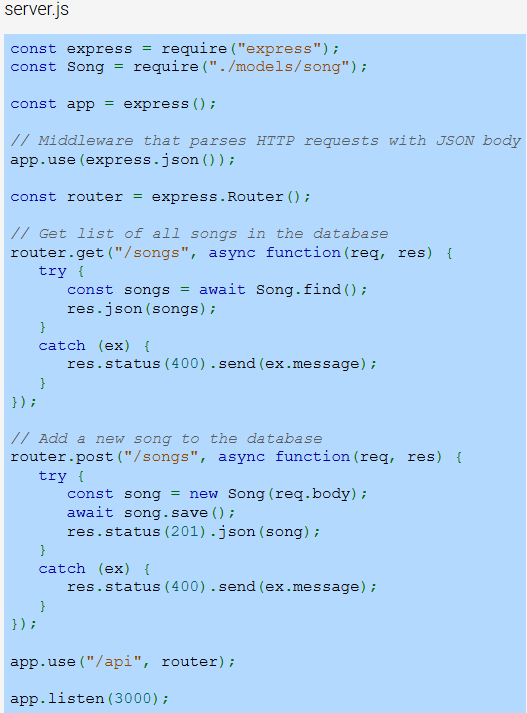 server.js
const express = require("express");
const Song = require("./models/song");
const app = express();
// Middleware that parses HTTP requests with JSON body
app.use(express.json());
const router = express.Router();
// Get list of all songs in the database
router.get("/songs", async function(req, res) {
   try {
      const songs = await Song.find();
      res.json(songs);
   }
   catch (ex) {
      res.status(400).send(ex.message);
   }
});
// Add a new song to the database
router.post("/songs", async function(req, res) {
   try {
      const song = new Song(req.body);
      await song.save();
      res.status(201).json(song);
   }
   catch (ex) {
      res.status(400).send(ex.message);
   }
});
app.use("/api", router);
app.listen(3000);